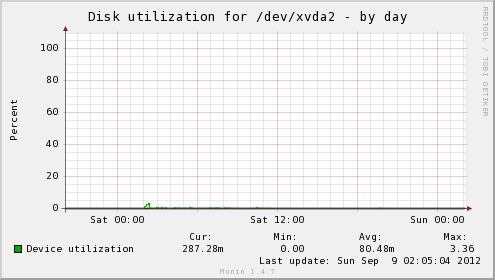 Disk utilization for /dev/xvda2 - by day
RRDTOOL / TOBI OETIKER
Percent
100
80
60
40
20
0
Sat 00:00 Sat 12:00 Sun 00:00
Cur: Min: Avg: Max:
Device utilization 287.28m 0.00 80.48m 3.36
Last update: Sun Sep 9 02:05:04 2012
Munin 1.4.7